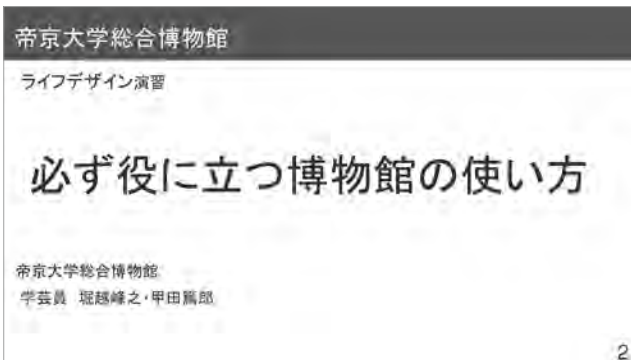 帝京大学総合博物館
ライフデザイン演習
必ず役に立つ博物館の使い方
帝京大学総合博物館
学芸員 堀越峰之・甲田篤郎
2